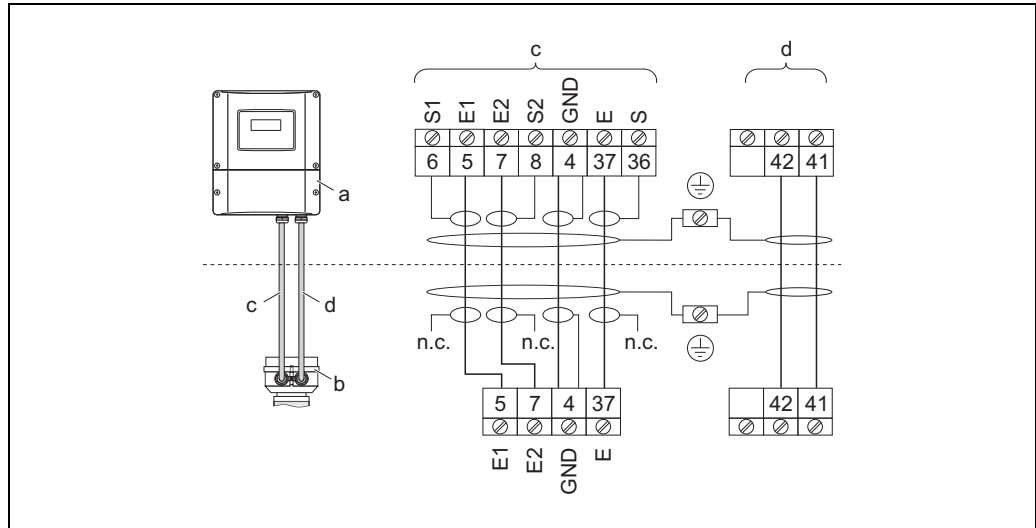 c d
S1 E1 E2 S2 GND E S
6 5 7 8 4 37 36 42 41
a
c d
n.c. n.c. n.c.
b
5 7 4 37 42 41
E1 E2 GND E